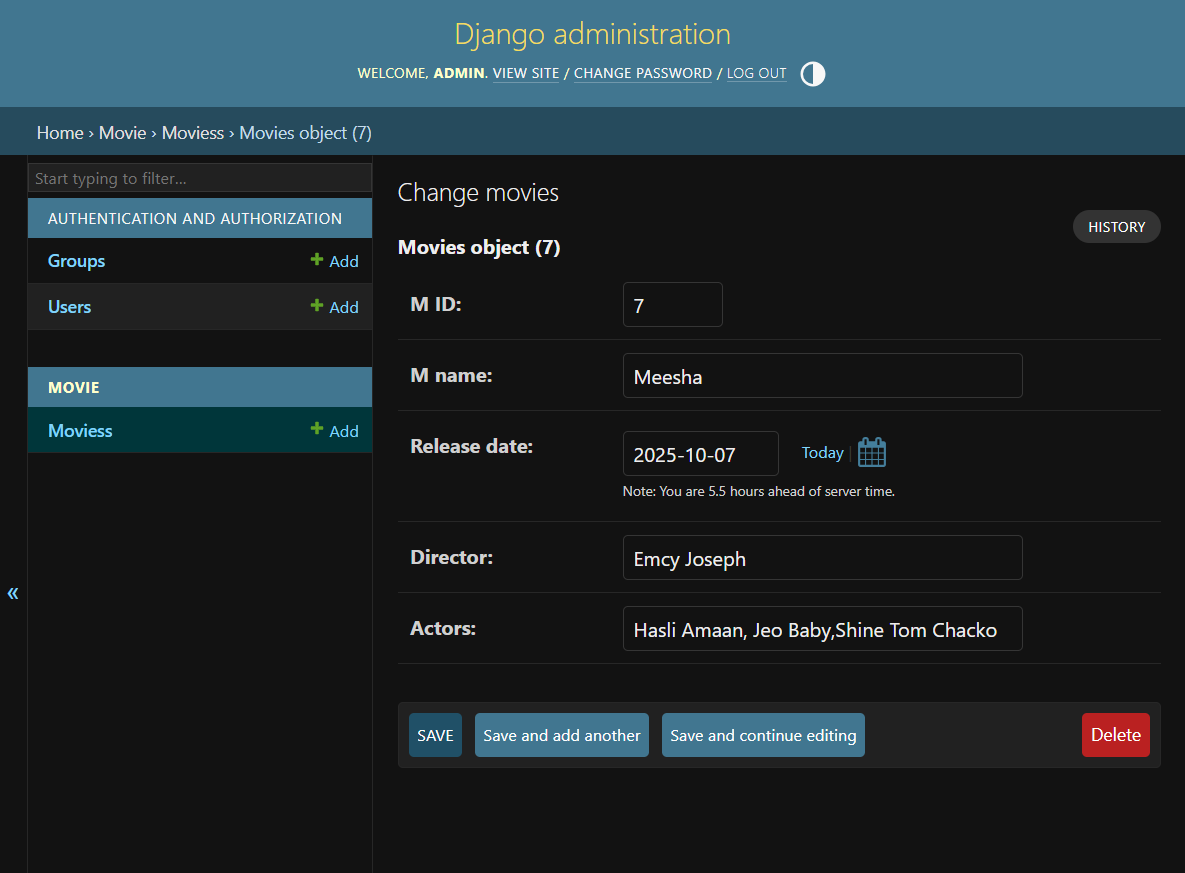 Django administration
WELCOME, ADMIN. VIEW SITE / CHANGE PASSWORD / LOG OUT
Home › Movie › Moviess › Movies object (7)
Start typing to filter...
AUTHENTICATION AND AUTHORIZATION
Groups
Add
Users
Add
MOVIE
Moviess
Add
«
Change movies
HISTORY
Movies object (7)
M ID:
7
M name:
Meesha
Release date:
2025-10-07
Today |
Note: You are 5.5 hours ahead of server time.
Director:
Emcy Joseph
Actors:
Hasli Amaan, Jeo Baby,Shine Tom Chacko
SAVE
Save and add another
Save and continue editing
Delete